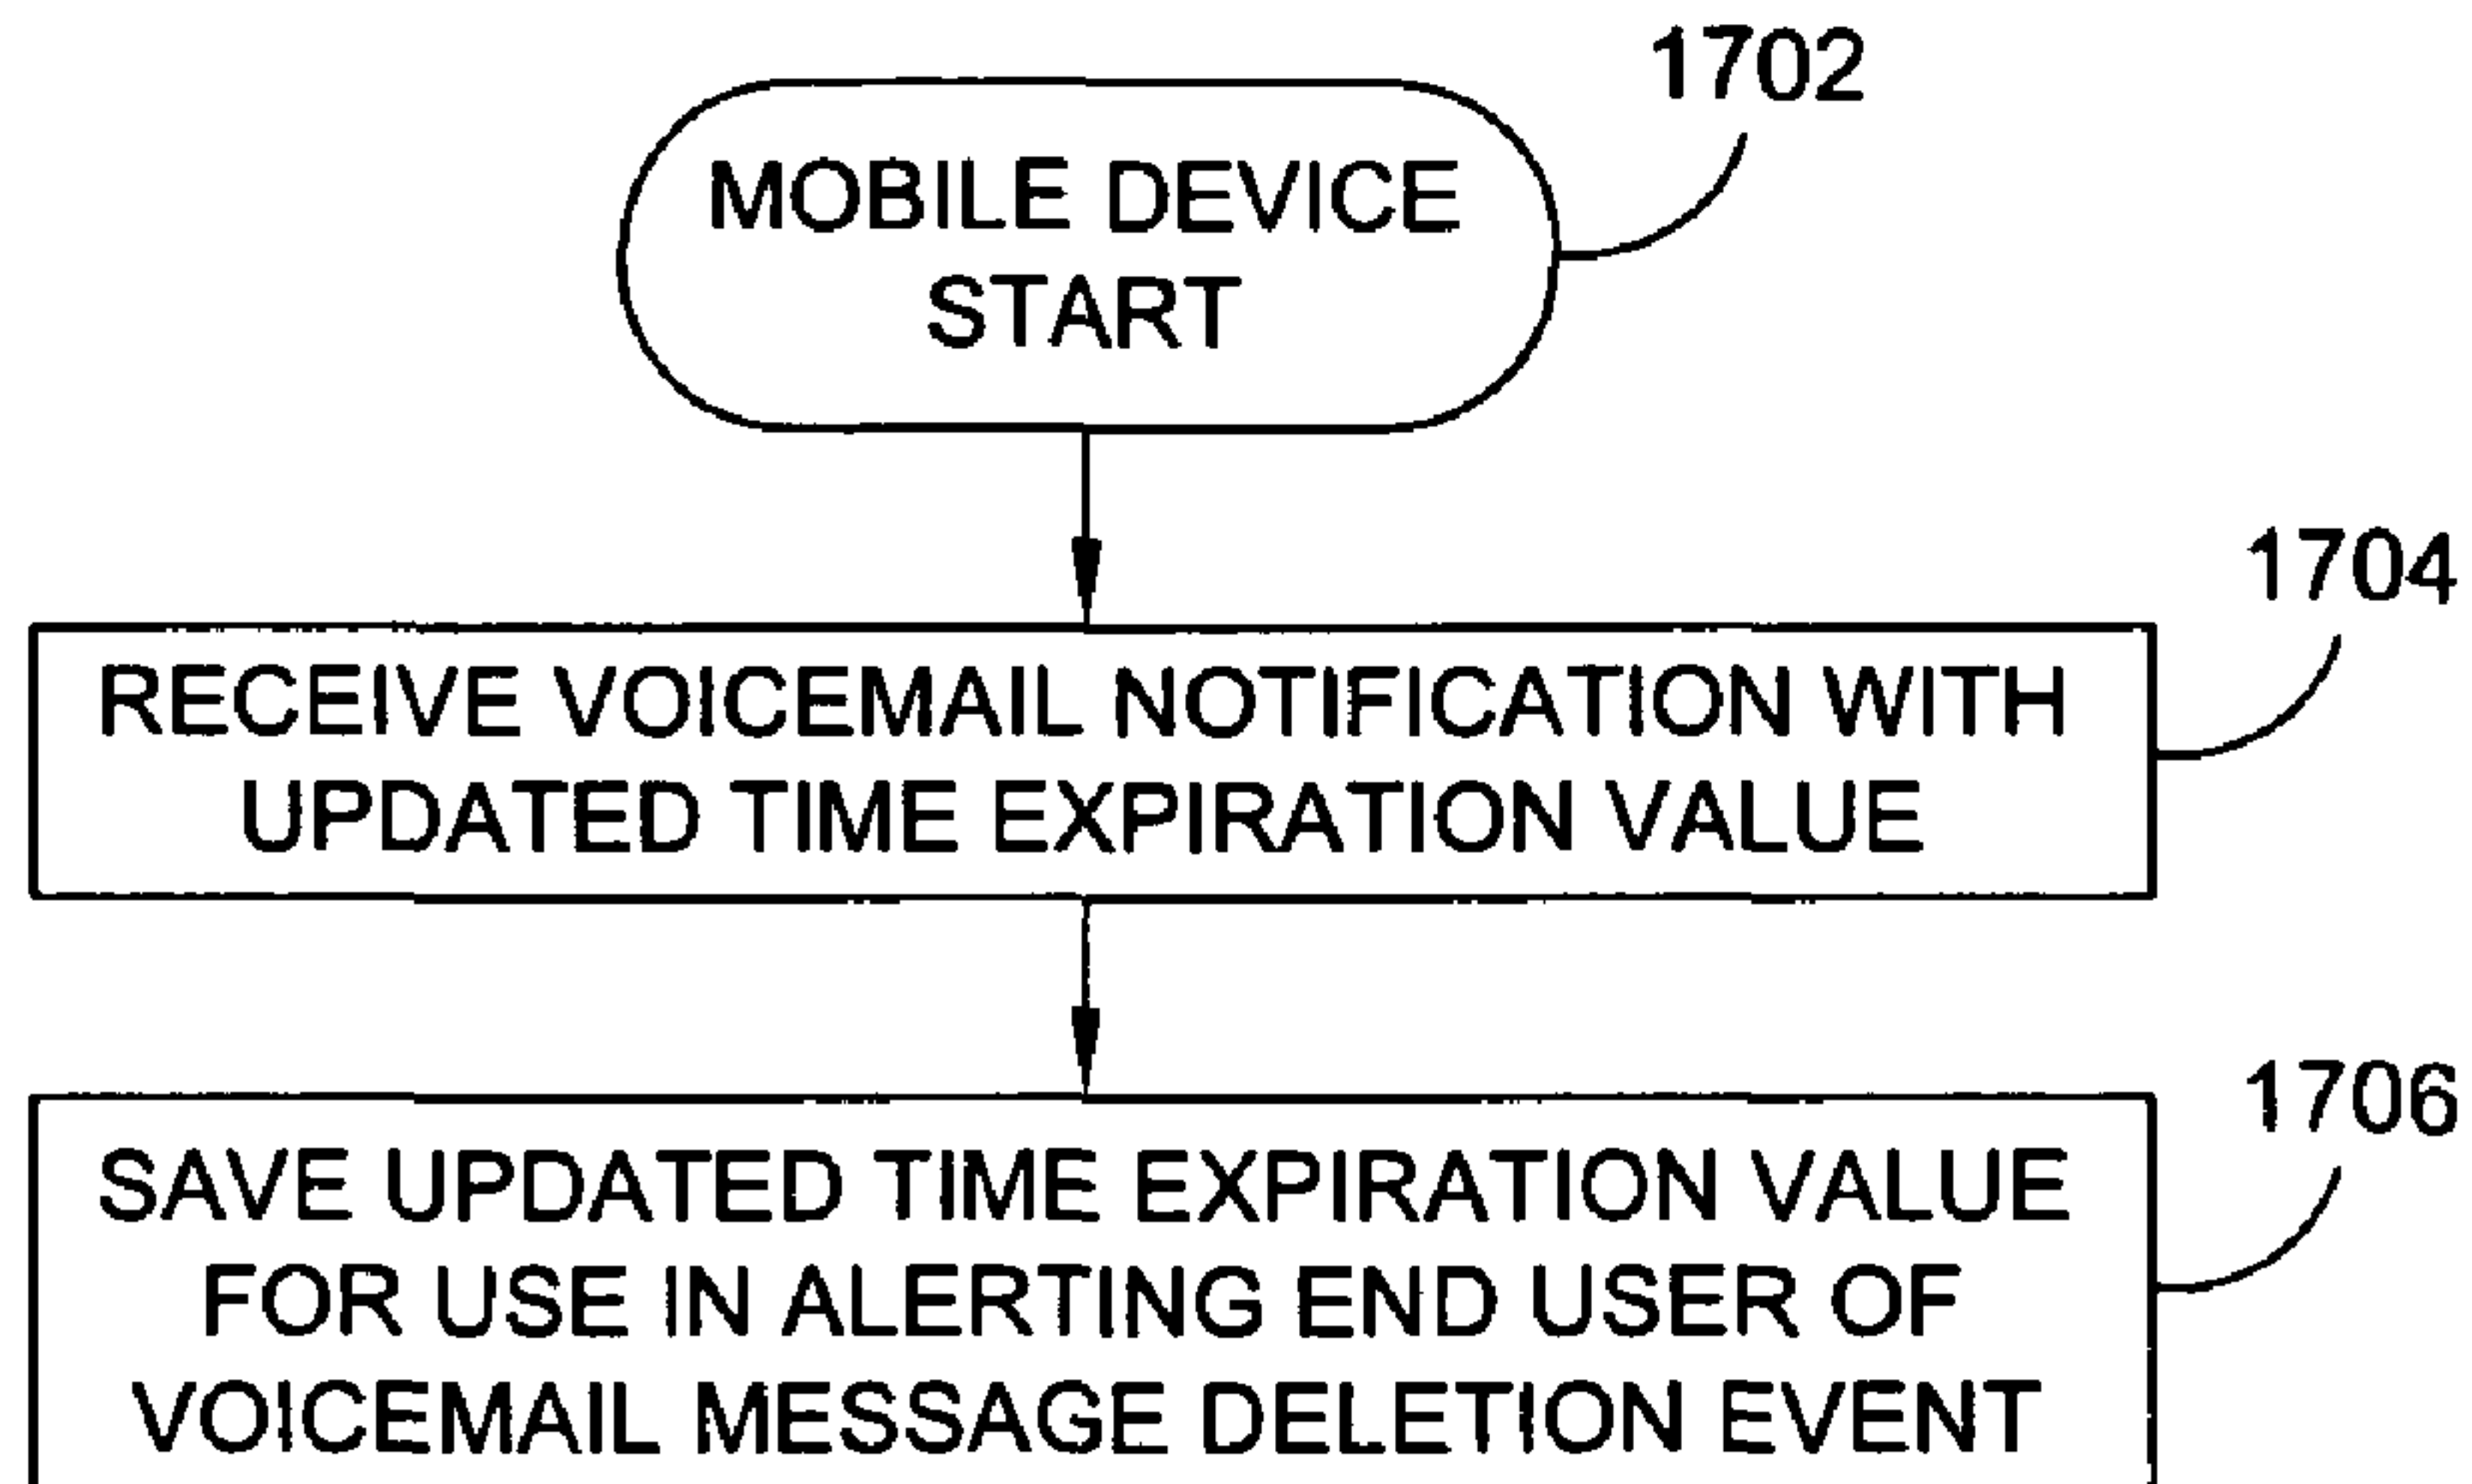 1702
MOBILE DEVICE
START
1704
RECEIVE VOICEMAIL NOTIFICATION WITH
UPDATED TIME EXPIRATION VALUE
1706
SAVE UPDATED TIME EXPIRATION VALUE
FOR USE IN ALERTING END USER OF
VOICEMAIL MESSAGE DELETION EVENT